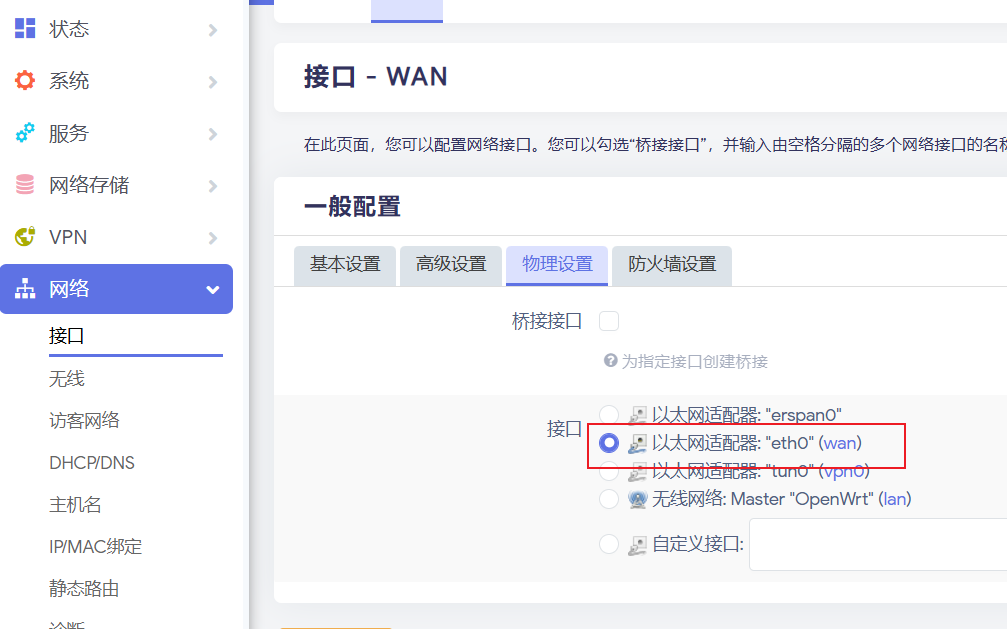 状态
系统
服务
网络存储
VPN
网络
接口
无线
访客网络
DHCP/DNS
主机名
IP/MAC绑定
静态路由
诊断
接口 - WAN
在此页面，您可以配置网络接口。您可以勾选“桥接接口”，并输入由空格分隔的多个网络接口的名称
一般配置
基本设置 高级设置 物理设置 防火墙设置
桥接接口
为指定接口创建桥接
接口
以太网适配器: "erspan0"
以太网适配器: "eth0" (wan)
以太网适配器: "tun0" (vpn0)
无线网络: Master "OpenWrt" (lan)
自定义接口: